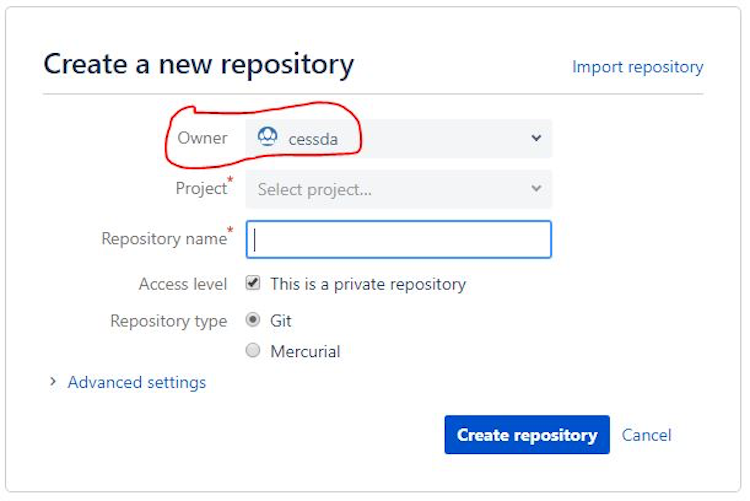 Create a new repository
Import repository
Owner cessda
Project* Select project...
Repository name*
Access level This is a private repository
Repository type Git
Mercurial
Advanced settings
Create repository Cancel